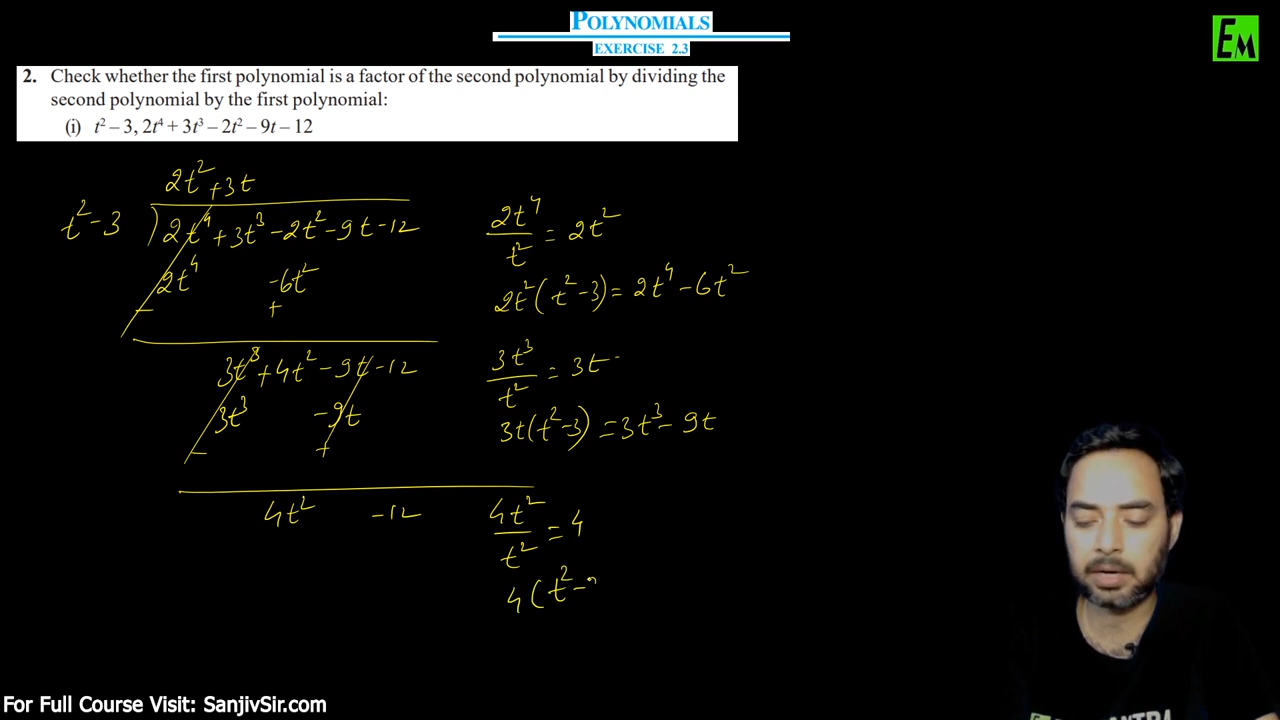 POLYNOMIALS
EXERCISE 2.3
EM
2. Check whether the first polynomial is a factor of the second polynomial by dividing the
second polynomial by the first polynomial:
(i) t² – 3, 2t⁴ + 3t³ – 2t² – 9t – 12
2t² + 3t
t² - 3 ) 2t⁴ + 3t³ - 2t² - 9t - 12
2t⁴ -6t²
- +
3t³ + 4t² - 9t - 12
3t³ -9t
- +
4t² -12
2t⁴/t² = 2t²
2t²(t² - 3) = 2t⁴ - 6t²
3t³/t² = 3t
3t(t² - 3) = 3t³ - 9t
4t²/t² = 4
4(t² -
For Full Course Visit: SanjivSir.com